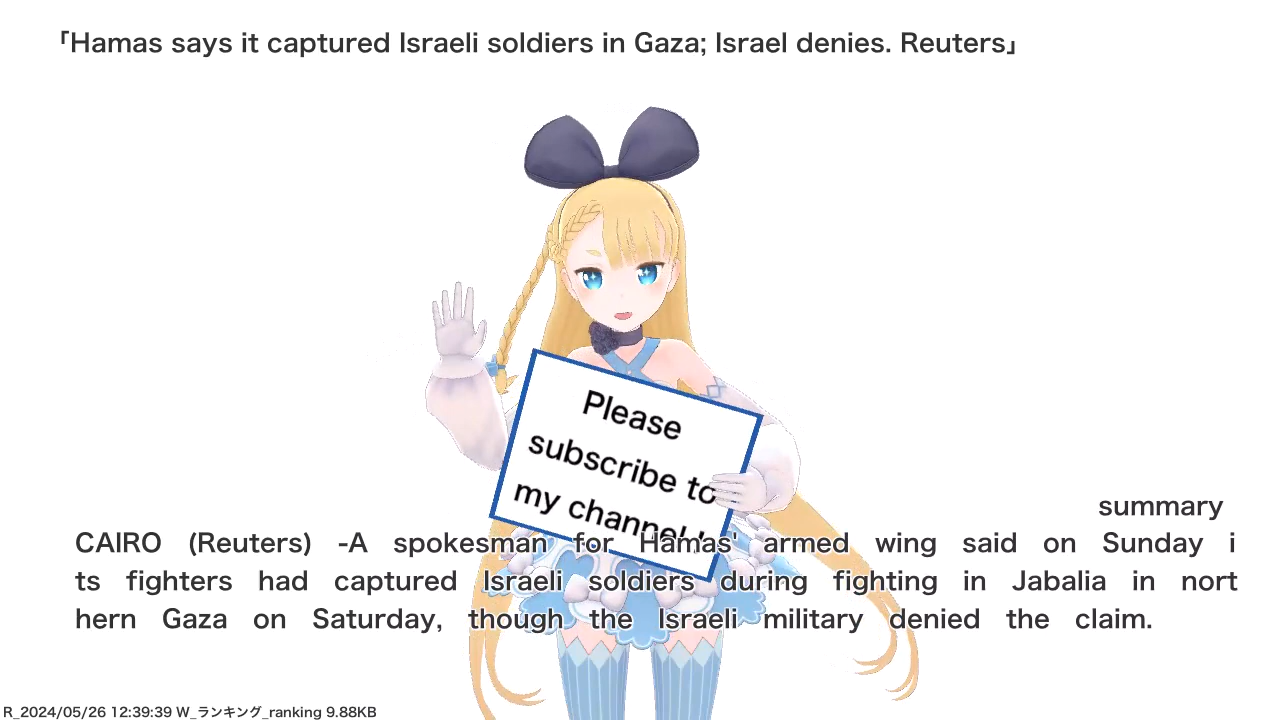 「Hamas says it captured Israeli soldiers in Gaza; Israel denies. Reuters」
Please
subscribe to
my channel!
summary
CAIRO (Reuters) -A spokesman for Hamas' armed wing said on Sunday i
ts fighters had captured Israeli soldiers during fighting in Jabalia in nort
hern Gaza on Saturday, though the Israeli military denied the claim.
R_2024/05/26 12:39:39 W_ランキング_ranking 9.88KB